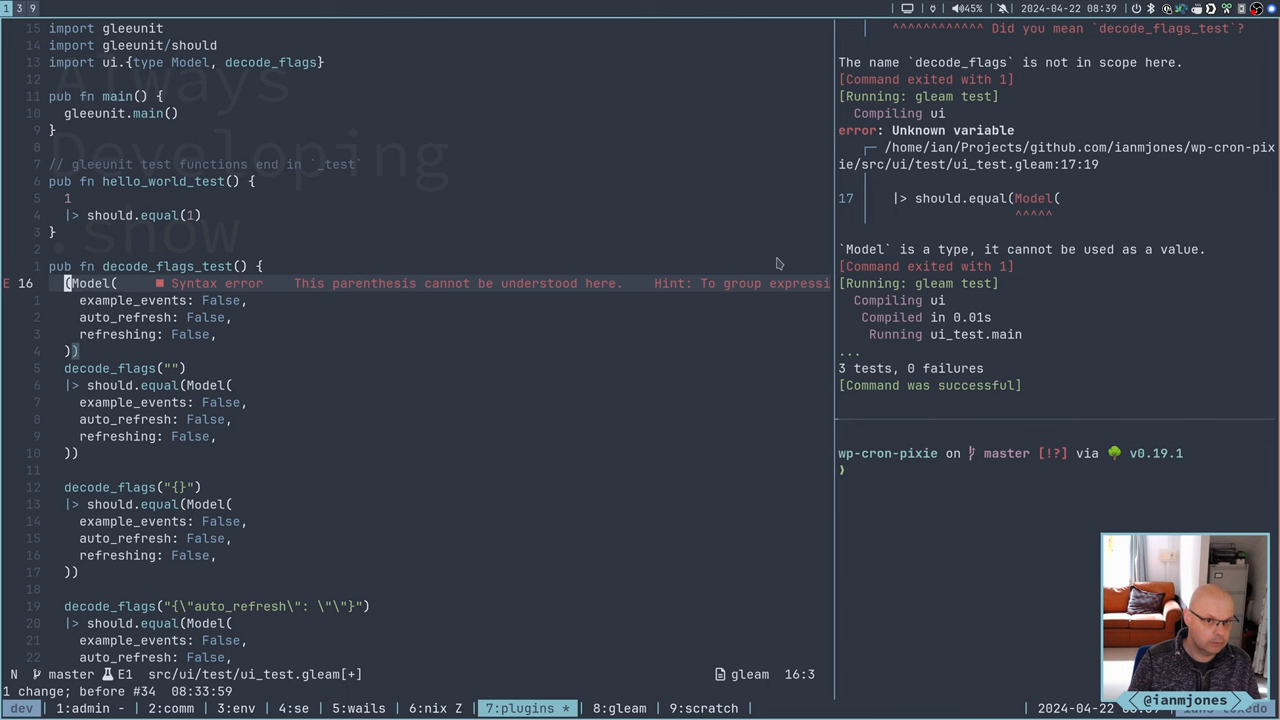 1 3 9 45% 2024-04-22 08:39
15 import gleeunit
14 import gleeunit/should
13 import ui.{type Model, decode_flags}
12
11 pub fn main() {
10 gleeunit.main()
9 }
8
7 // gleeunit test functions end in `_test`
6 pub fn hello_world_test() {
5 1
4 |> should.equal(1)
3 }
2
1 pub fn decode_flags_test() {
E 16 (Model( ■ Syntax error This parenthesis cannot be understood here. Hint: To group expressi
1 example_events: False,
2 auto_refresh: False,
3 refreshing: False,
4 ))
5 decode_flags("")
6 |> should.equal(Model(
7 example_events: False,
8 auto_refresh: False,
9 refreshing: False,
10 ))
11
12 decode_flags("{}")
13 |> should.equal(Model(
14 example_events: False,
15 auto_refresh: False,
16 refreshing: False,
17 ))
18
19 decode_flags("{\"auto_refresh\": \"\"}")
20 |> should.equal(Model(
21 example_events: False,
22 auto_refresh: False,
Always
Developing
.show
N master E1 src/ui/test/ui_test.gleam[+] gleam 16:3
1 change; before #34 08:33:59
^^^^^^^^^^^^ Did you mean `decode_flags_test`?
The name `decode_flags` is not in scope here.
[Command exited with 1]
[Running: gleam test]
Compiling ui
error: Unknown variable
┌─ /home/ian/Projects/github.com/ianmjones/wp-cron-pix
ie/src/ui/test/ui_test.gleam:17:19
│
17 │ |> should.equal(Model(
│ ^^^^^
`Model` is a type, it cannot be used as a value.
[Command exited with 1]
[Running: gleam test]
Compiling ui
Compiled in 0.01s
Running ui_test.main
...
3 tests, 0 failures
[Command was successful]
wp-cron-pixie on master [!?] via v0.19.1
❯
@ianmjones
dev 1:admin - 2:comm 3:env 4:se 5:wails 6:nix Z 7:plugins * 8:gleam 9:scratch 2024-04-22